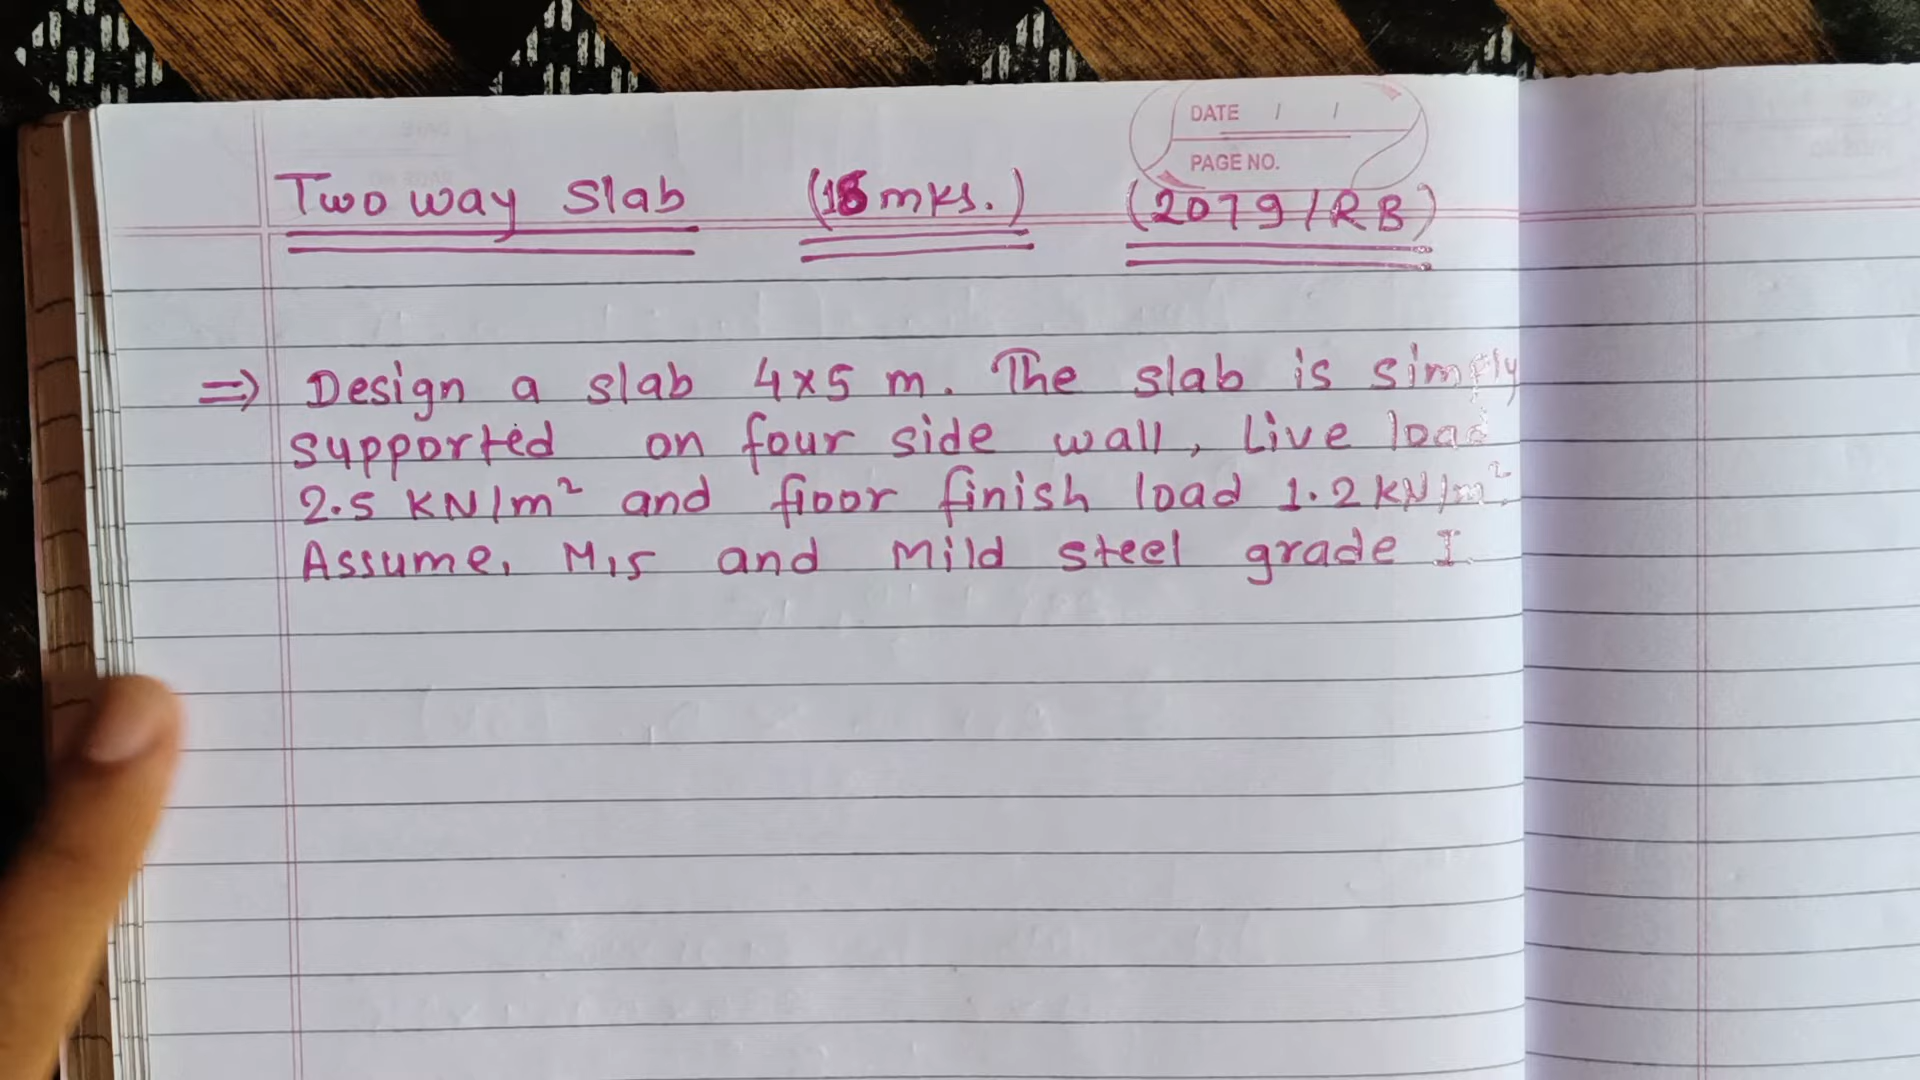 DATE / /
PAGE NO.
Two way Slab (16 mks.) (2079/RB)
=> Design a slab 4x5 m. The slab is simply
supported on four side wall, Live load
2.5 KN/m² and floor finish load 1.2 KN/m².
Assume, M15 and Mild steel grade I.